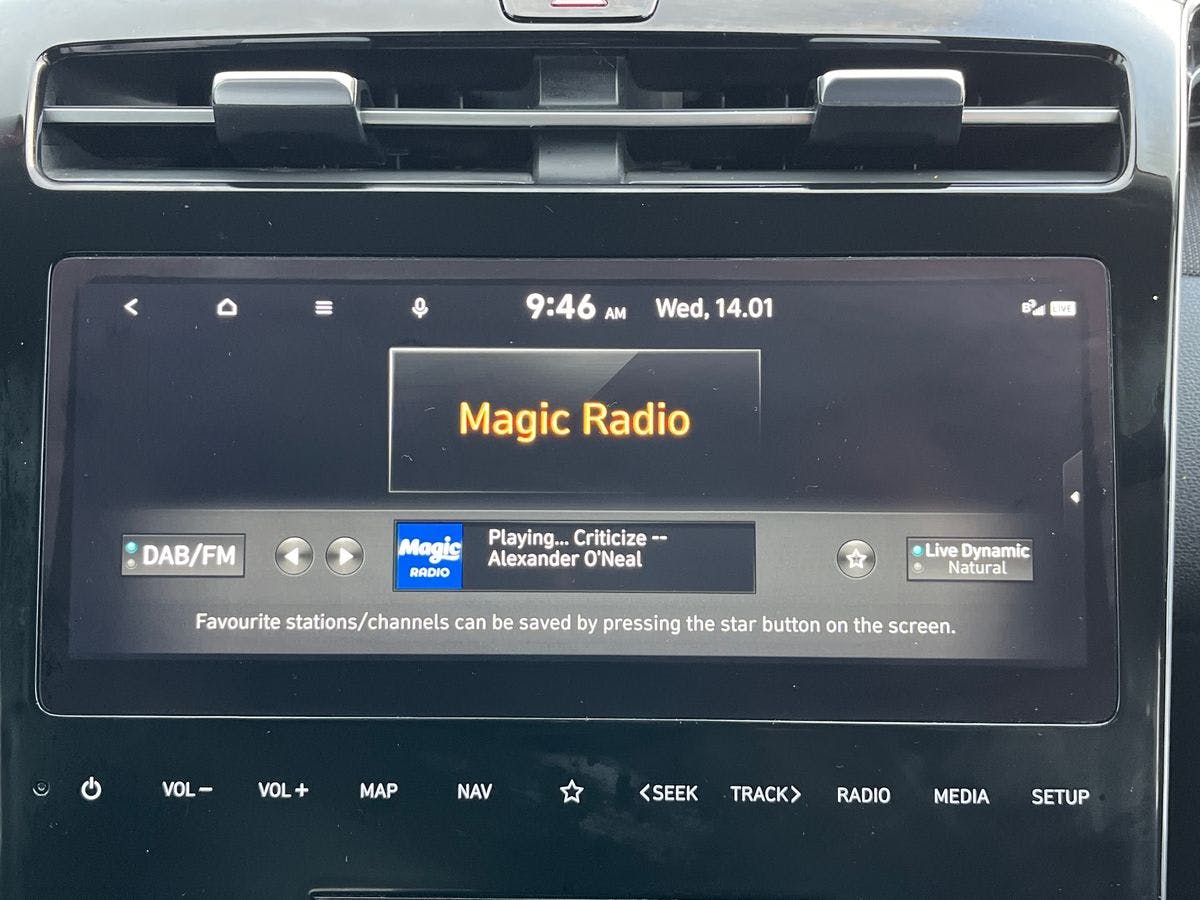 9:46 AM Wed, 14.01
LIVE
Magic Radio
DAB/FM
Magic
RADIO
Playing... Criticize --
Alexander O'Neal
Live Dynamic
Natural
Favourite stations/channels can be saved by pressing the star button on the screen.
VOL− VOL+ MAP NAV <SEEK TRACK> RADIO MEDIA SETUP